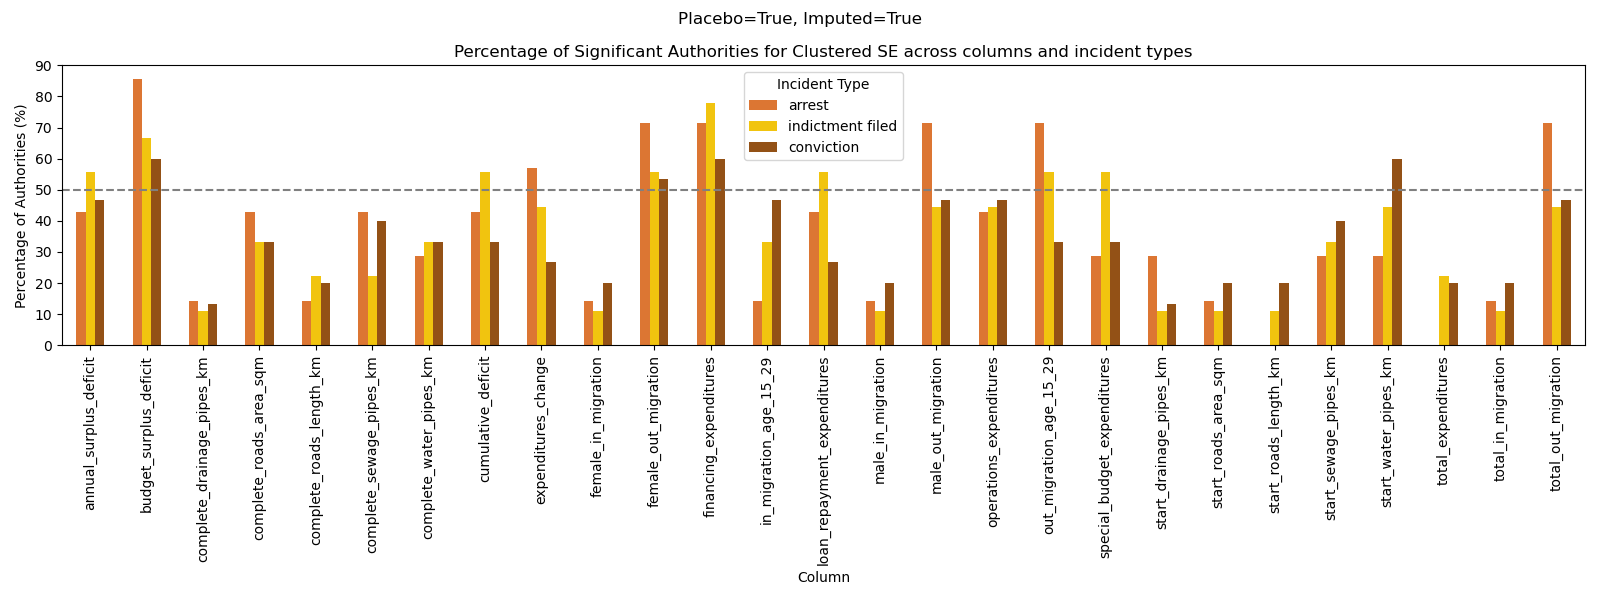 Placebo=True, Imputed=True
Percentage of Significant Authorities for Clustered SE across columns and incident types
Percentage of Authorities (%)
90
80
70
60
50
40
30
20
10
0
Incident Type
arrest
indictment filed
conviction
annual_surplus_deficit
budget_surplus_deficit
complete_drainage_pipes_km
complete_roads_area_sqm
complete_roads_length_km
complete_sewage_pipes_km
complete_water_pipes_km
cumulative_deficit
expenditures_change
female_in_migration
female_out_migration
financing_expenditures
in_migration_age_15_29
loan_repayment_expenditures
male_in_migration
male_out_migration
operations_expenditures
out_migration_age_15_29
special_budget_expenditures
start_drainage_pipes_km
start_roads_area_sqm
start_roads_length_km
start_sewage_pipes_km
start_water_pipes_km
total_expenditures
total_in_migration
total_out_migration
Column